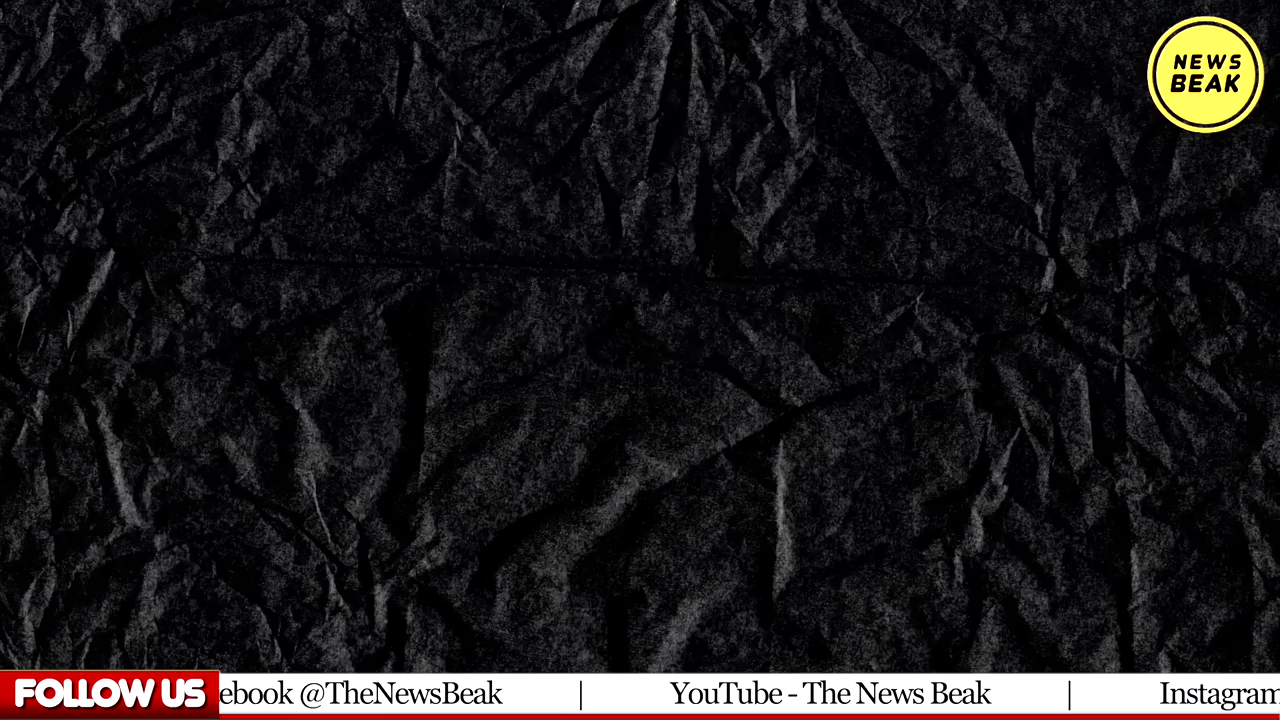 NEWS
BEAK
FOLLOW US
ebook @TheNewsBeak | YouTube - The News Beak | Instagram